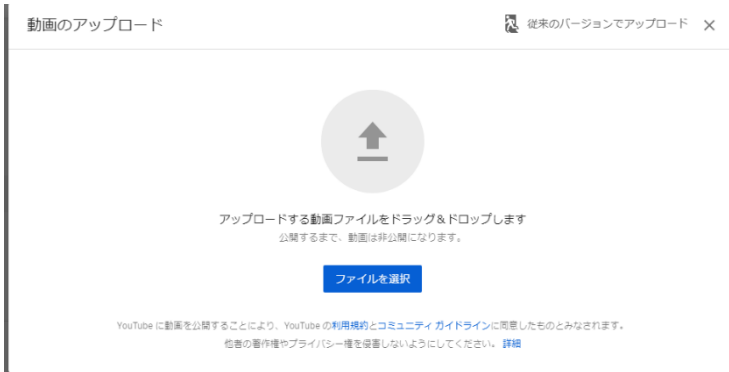 動画のアップロード
従来のバージョンでアップロード
アップロードする動画ファイルをドラッグ＆ドロップします
公開するまで、動画は非公開になります。
ファイルを選択
YouTube に動画を公開することにより、YouTube の利用規約とコミュニティ ガイドラインに同意したものとみなされます。
他者の著作権やプライバシー権を侵害しないようにしてください。 詳細